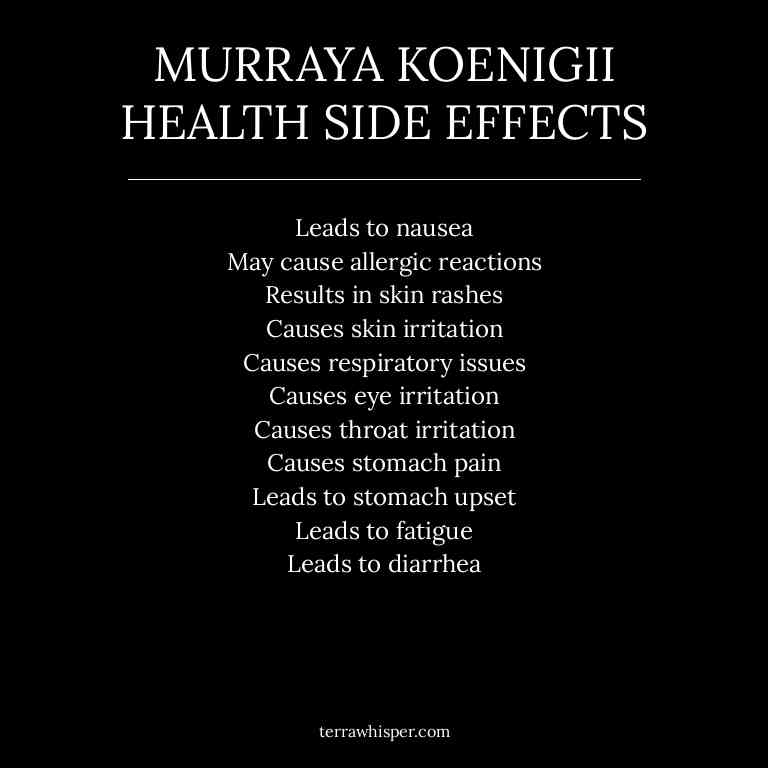 MURRAYA KOENIGII
HEALTH SIDE EFFECTS
Leads to nausea
May cause allergic reactions
Results in skin rashes
Causes skin irritation
Causes respiratory issues
Causes eye irritation
Causes throat irritation
Causes stomach pain
Leads to stomach upset
Leads to fatigue
Leads to diarrhea
terrawhisper.com